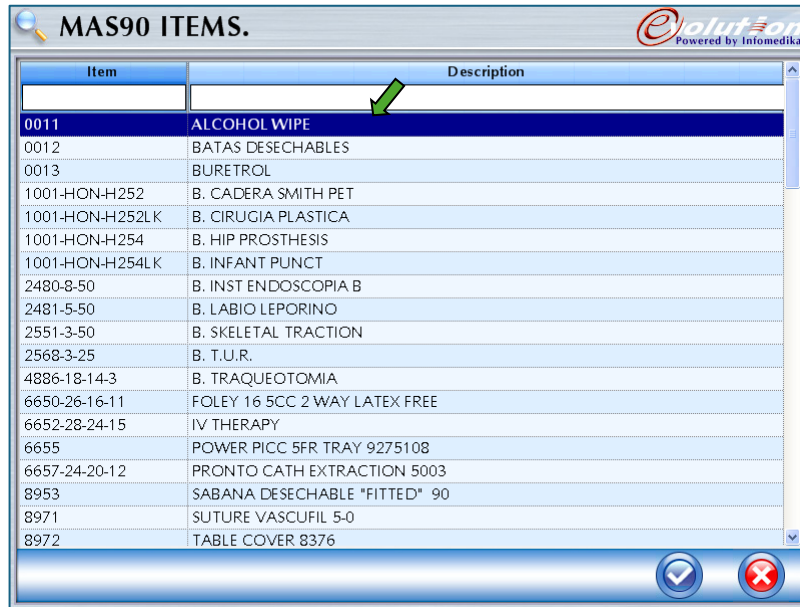 MAS90 ITEMS.
evolution
Powered by Infomedika
Item Description
0011 ALCOHOL WIPE
0012 BATAS DESECHABLES
0013 BURETROL
1001-HON-H252 B. CADERA SMITH PET
1001-HON-H252LK B. CIRUGIA PLASTICA
1001-HON-H254 B. HIP PROSTHESIS
1001-HON-H254LK B. INFANT PUNCT
2480-8-50 B. INST ENDOSCOPIA B
2481-5-50 B. LABIO LEPORINO
2551-3-50 B. SKELETAL TRACTION
2568-3-25 B. T.U.R.
4886-18-14-3 B. TRAQUEOTOMIA
6650-26-16-11 FOLEY 16 5CC 2 WAY LATEX FREE
6652-28-24-15 IV THERAPY
6655 POWER PICC 5FR TRAY 9275108
6657-24-20-12 PRONTO CATH EXTRACTION 5003
8953 SABANA DESECHABLE "FITTED" 90
8971 SUTURE VASCUFIL 5-0
8972 TABLE COVER 8376